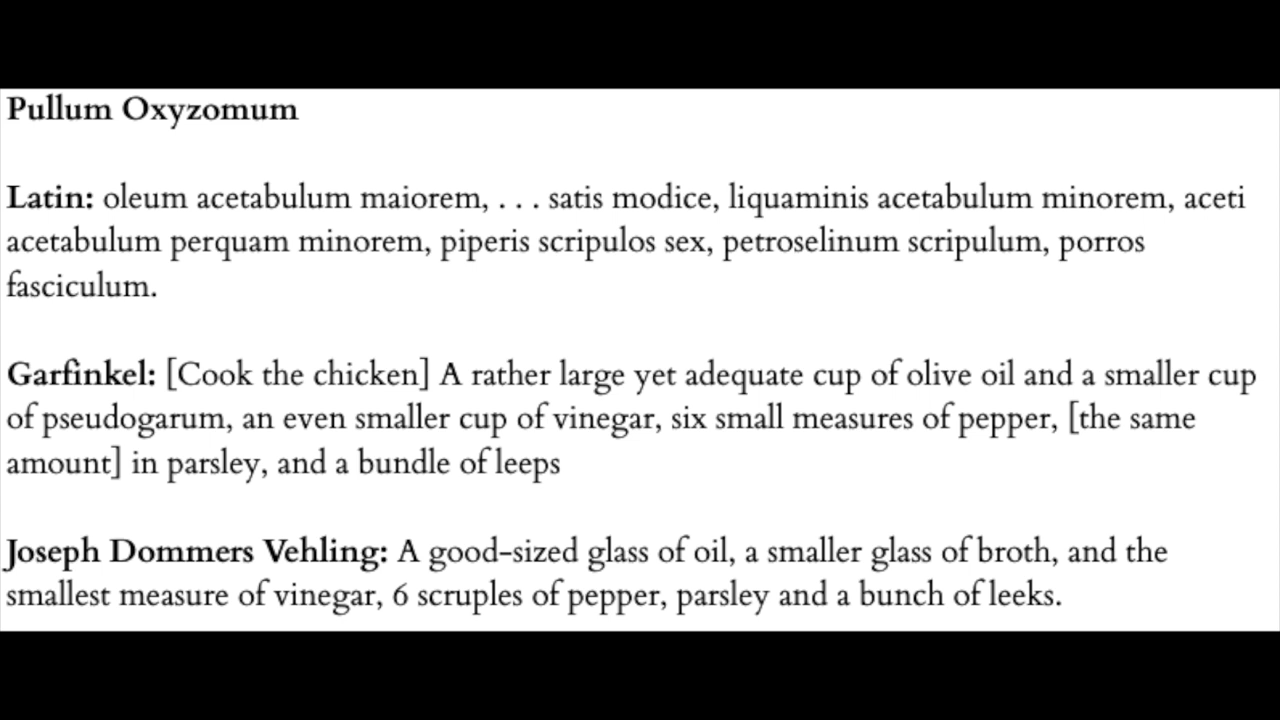 Pullum Oxyzomum
Latin: oleum acetabulum maiorem, . . . satis modice, liquaminis acetabulum minorem, aceti
acetabulum perquam minorem, piperis scripulos sex, petroselinum scripulum, porros
fasciculum.
Garfinkel: [Cook the chicken] A rather large yet adequate cup of olive oil and a smaller cup
of pseudogarum, an even smaller cup of vinegar, six small measures of pepper, [the same
amount] in parsley, and a bundle of leeps
Joseph Dommers Vehling: A good-sized glass of oil, a smaller glass of broth, and the
smallest measure of vinegar, 6 scruples of pepper, parsley and a bunch of leeks.